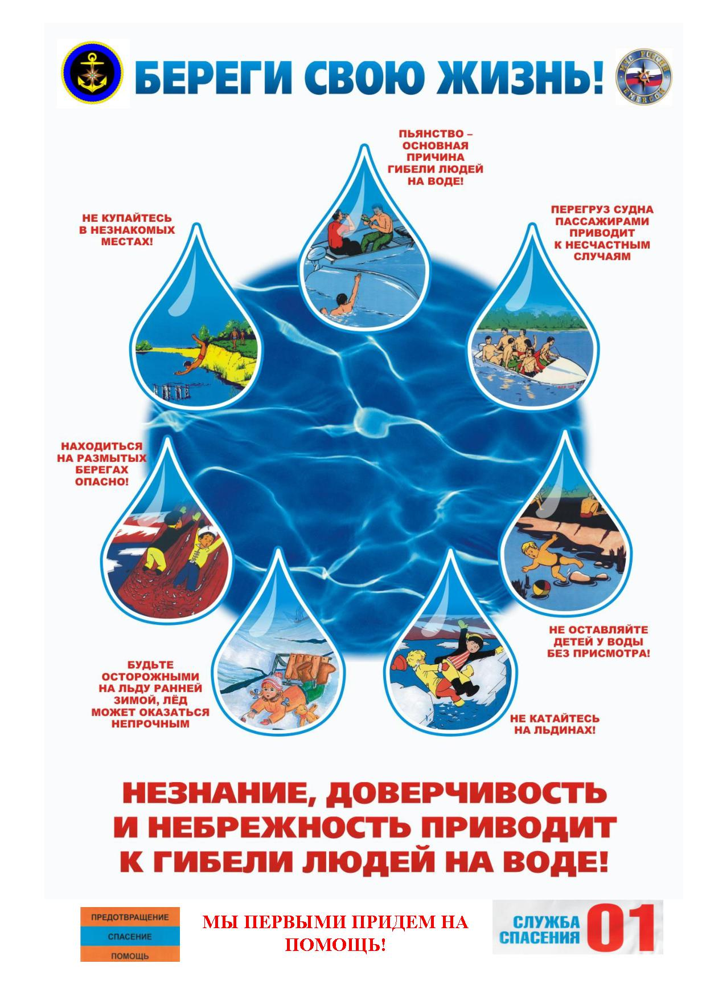 БЕРЕГИ СВОЮ ЖИЗНЬ!
МЧС РОССИИ
EMERCOM
ПЬЯНСТВО –
ОСНОВНАЯ
ПРИЧИНА
ГИБЕЛИ ЛЮДЕЙ
НА ВОДЕ!
НЕ КУПАЙТЕСЬ
В НЕЗНАКОМЫХ
МЕСТАХ!
ПЕРЕГРУЗ СУДНА
ПАССАЖИРАМИ
ПРИВОДИТ
К НЕСЧАСТНЫМ
СЛУЧАЯМ
НАХОДИТЬСЯ
НА РАЗМЫТЫХ
БЕРЕГАХ
ОПАСНО!
НЕ ОСТАВЛЯЙТЕ
ДЕТЕЙ У ВОДЫ
БЕЗ ПРИСМОТРА!
БУДЬТЕ
ОСТОРОЖНЫМИ
НА ЛЬДУ РАННЕЙ
ЗИМОЙ, ЛЁД
МОЖЕТ ОКАЗАТЬСЯ
НЕПРОЧНЫМ
НЕ КАТАЙТЕСЬ
НА ЛЬДИНАХ!
НЕЗНАНИЕ, ДОВЕРЧИВОСТЬ
И НЕБРЕЖНОСТЬ ПРИВОДИТ
К ГИБЕЛИ ЛЮДЕЙ НА ВОДЕ!
ПРЕДОТВРАЩЕНИЕ
СПАСЕНИЕ
ПОМОЩЬ
МЫ ПЕРВЫМИ ПРИДЕМ НА
ПОМОЩЬ!
СЛУЖБА
СПАСЕНИЯ 01